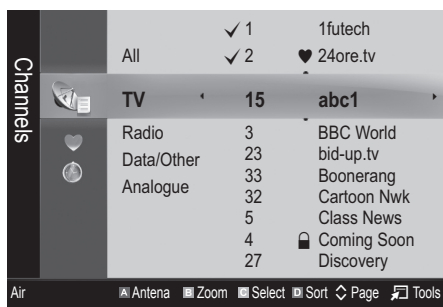 Channels
✓ 1 1futech
All ✓ 2 ♥ 24ore.tv
TV 15 abc1
Radio 3 BBC World
Data/Other 23 bid-up.tv
Analogue 33 Boonerang
32 Cartoon Nwk
5 Class News
4 Coming Soon
27 Discovery
Air A Antena B Zoom C Select D Sort Page Tools